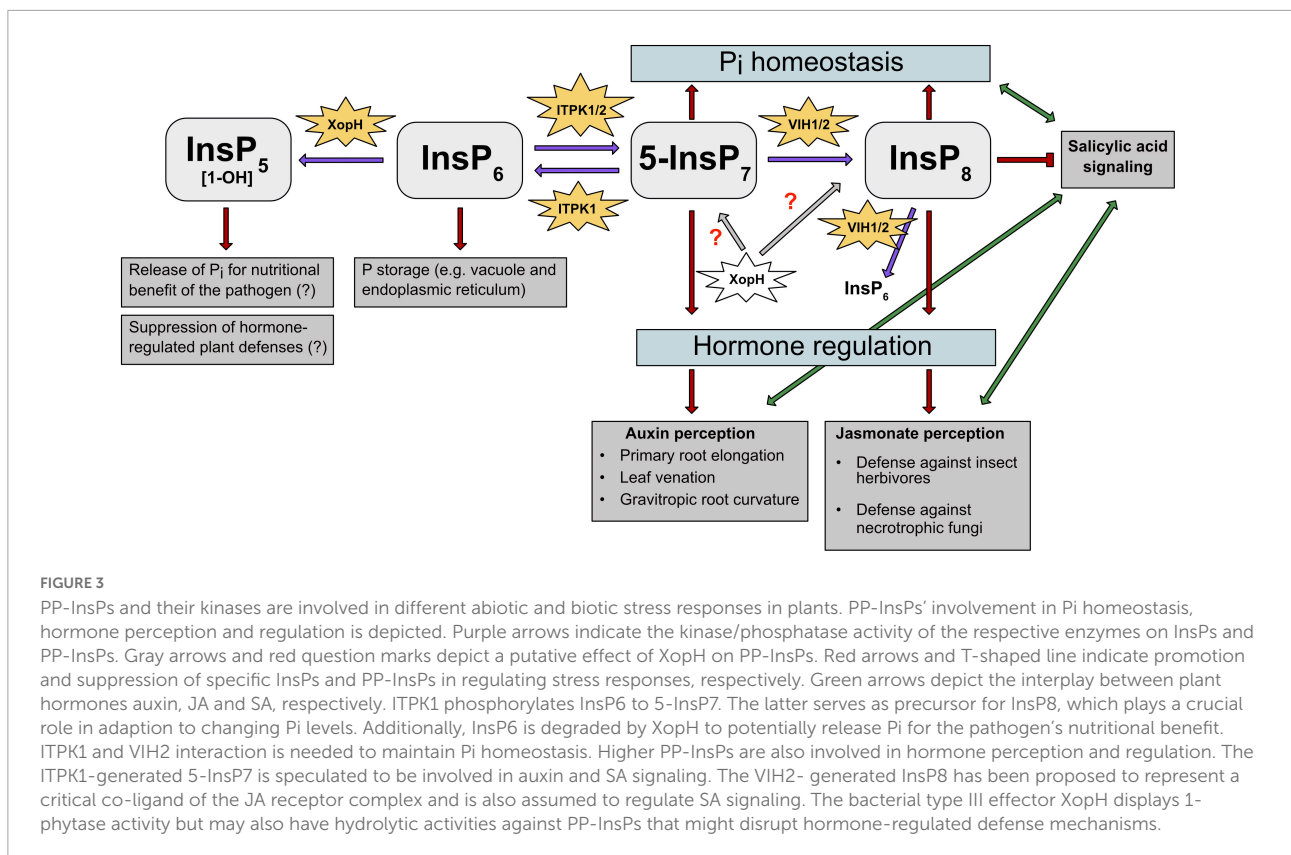 Pi homeostasis
ITPK1/2
XopH
VIH1/2
InsP5
[1-OH]
InsP6
5-InsP7
InsP8
Salicylic acid
signaling
ITPK1
?
?
VIH1/2
XopH
InsP6
Release of Pi for nutritional
benefit of the pathogen (?)
P storage (e.g. vacuole and
endoplasmic reticulum)
Suppression of hormone-
regulated plant defenses (?)
Hormone regulation
Auxin perception
• Primary root elongation
• Leaf venation
• Gravitropic root curvature
Jasmonate perception
• Defense against insect
herbivores
• Defense against
necrotrophic fungi
FIGURE 3
PP-InsPs and their kinases are involved in different abiotic and biotic stress responses in plants. PP-InsPs' involvement in Pi homeostasis,
hormone perception and regulation is depicted. Purple arrows indicate the kinase/phosphatase activity of the respective enzymes on InsPs and
PP-InsPs. Gray arrows and red question marks depict a putative effect of XopH on PP-InsPs. Red arrows and T-shaped line indicate promotion
and suppression of specific InsPs and PP-InsPs in regulating stress responses, respectively. Green arrows depict the interplay between plant
hormones auxin, JA and SA, respectively. ITPK1 phosphorylates InsP6 to 5-InsP7. The latter serves as precursor for InsP8, which plays a crucial
role in adaption to changing Pi levels. Additionally, InsP6 is degraded by XopH to potentially release Pi for the pathogen's nutritional benefit.
ITPK1 and VIH2 interaction is needed to maintain Pi homeostasis. Higher PP-InsPs are also involved in hormone perception and regulation. The
ITPK1-generated 5-InsP7 is speculated to be involved in auxin and SA signaling. The VIH2- generated InsP8 has been proposed to represent a
critical co-ligand of the JA receptor complex and is also assumed to regulate SA signaling. The bacterial type III effector XopH displays 1-
phytase activity but may also have hydrolytic activities against PP-InsPs that might disrupt hormone-regulated defense mechanisms.